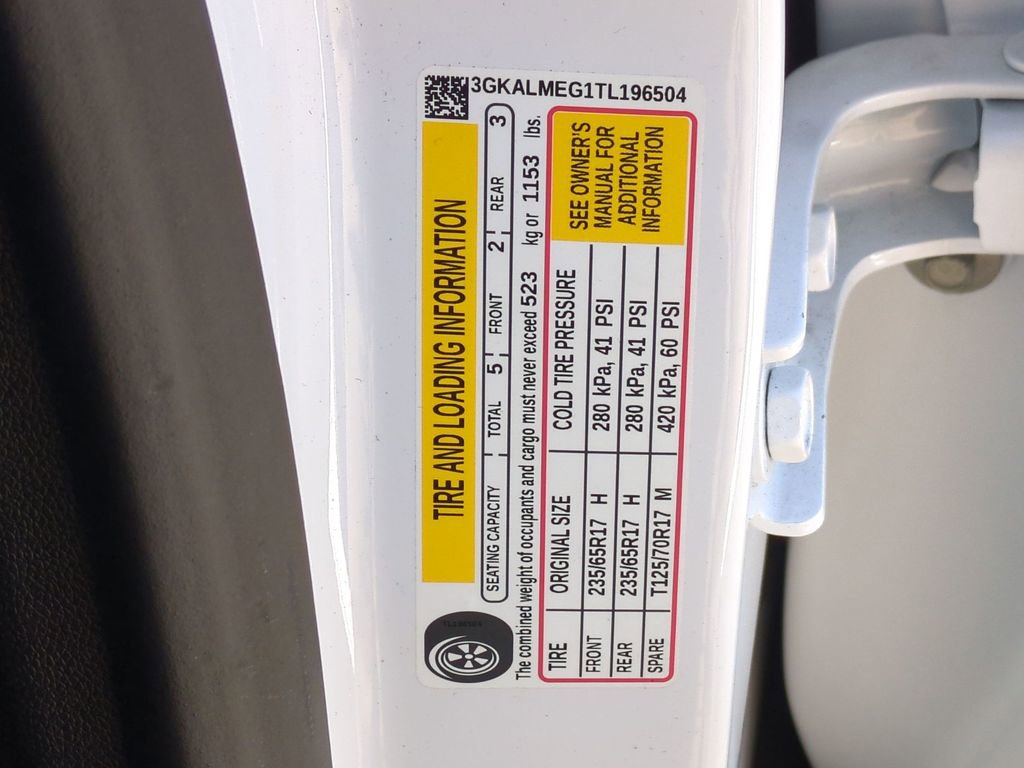 3GKALMEG1TL196504
TIRE AND LOADING INFORMATION
SEATING CAPACITY TOTAL 5 FRONT 2 REAR 3
The combined weight of occupants and cargo must never exceed 523 kg or 1153 lbs.
TIRE ORIGINAL SIZE COLD TIRE PRESSURE
FRONT 235/65R17 H 280 kPa, 41 PSI
REAR 235/65R17 H 280 kPa, 41 PSI
SPARE T125/70R17 M 420 kPa, 60 PSI
SEE OWNER'S
MANUAL FOR
ADDITIONAL
INFORMATION
TL196504